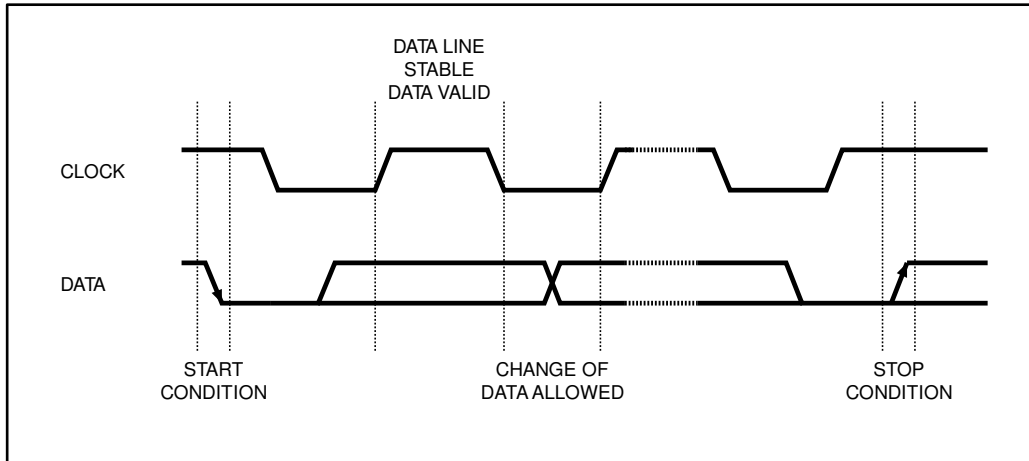 DATA LINE
STABLE
DATA VALID
CLOCK
DATA
START
CONDITION
CHANGE OF
DATA ALLOWED
STOP
CONDITION